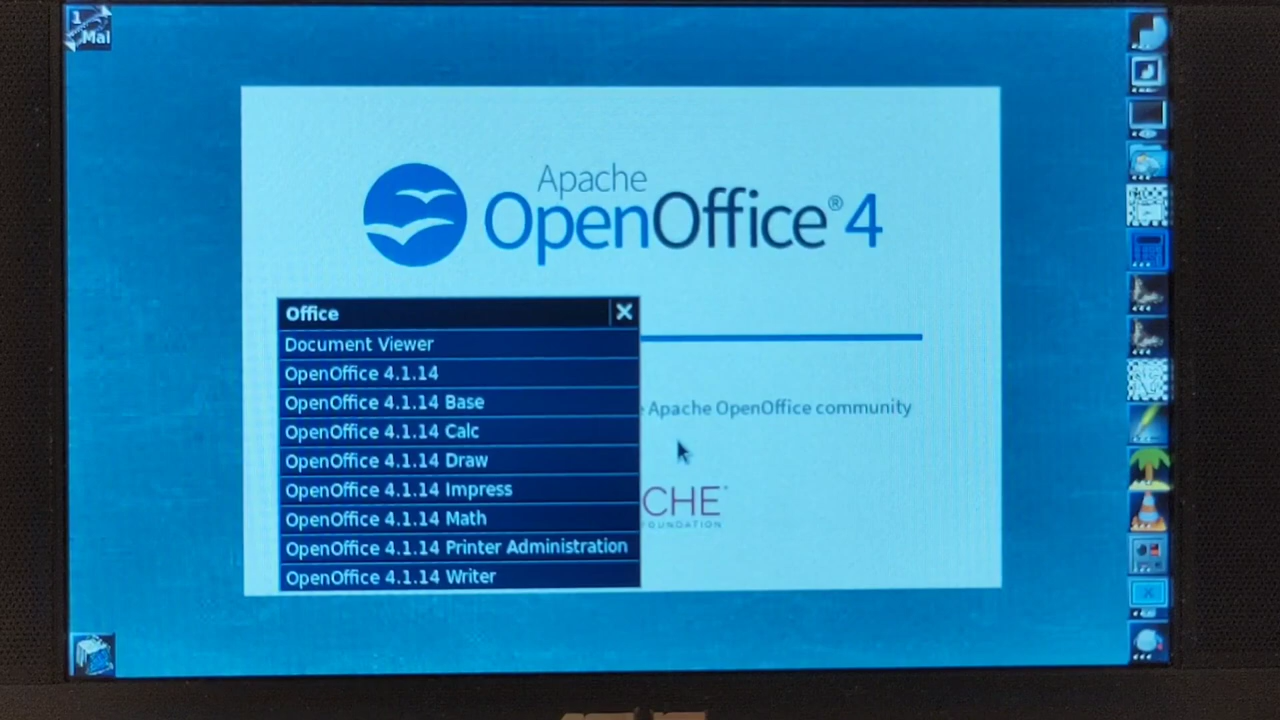 1
Mai
Apache
OpenOffice® 4
Office
Document Viewer
OpenOffice 4.1.14
OpenOffice 4.1.14 Base
OpenOffice 4.1.14 Calc
OpenOffice 4.1.14 Draw
OpenOffice 4.1.14 Impress
OpenOffice 4.1.14 Math
OpenOffice 4.1.14 Printer Administration
OpenOffice 4.1.14 Writer
Apache OpenOffice community
CHE
FOUNDATION